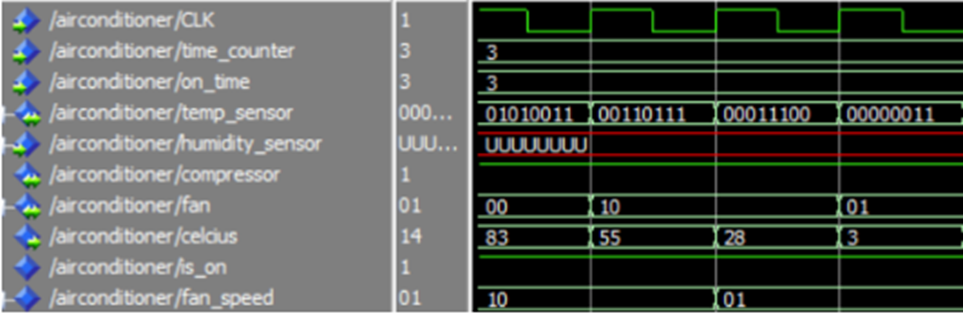 /airconditioner/CLK 1
/airconditioner/time_counter 3 3
/airconditioner/on_time 3 3
/airconditioner/temp_sensor 000... 01010011 00110111 00011100 00000011
/airconditioner/humidity_sensor UUU... UUUUUUUU
/airconditioner/compressor 1
/airconditioner/fan 01 00 10 01
/airconditioner/celcius 14 83 55 28 3
/airconditioner/is_on 1
/airconditioner/fan_speed 01 10 01